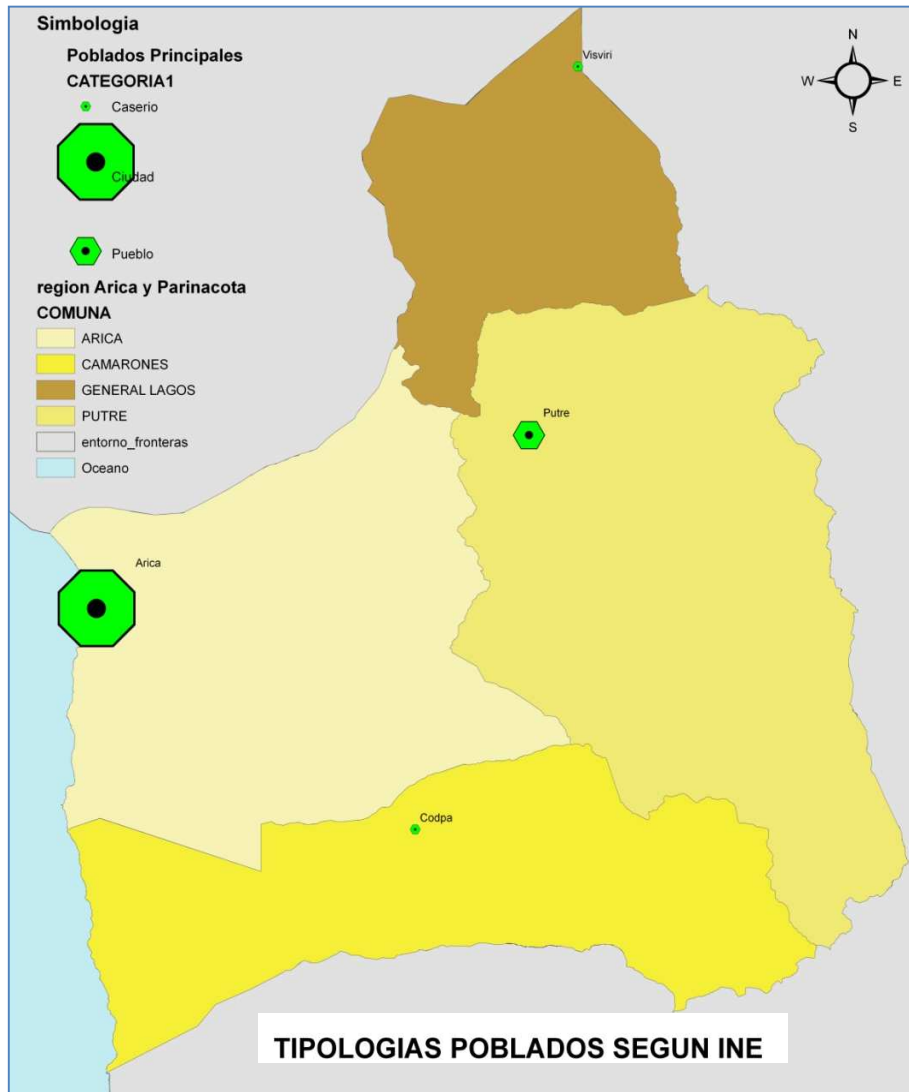 Simbologia
Poblados Principales
CATEGORIA1
Caserio
Ciudad
Pueblo
region Arica y Parinacota
COMUNA
ARICA
CAMARONES
GENERAL LAGOS
PUTRE
entorno_fronteras
Oceano
N
W E
S
Visviri
Putre
Arica
Codpa
TIPOLOGIAS POBLADOS SEGUN INE